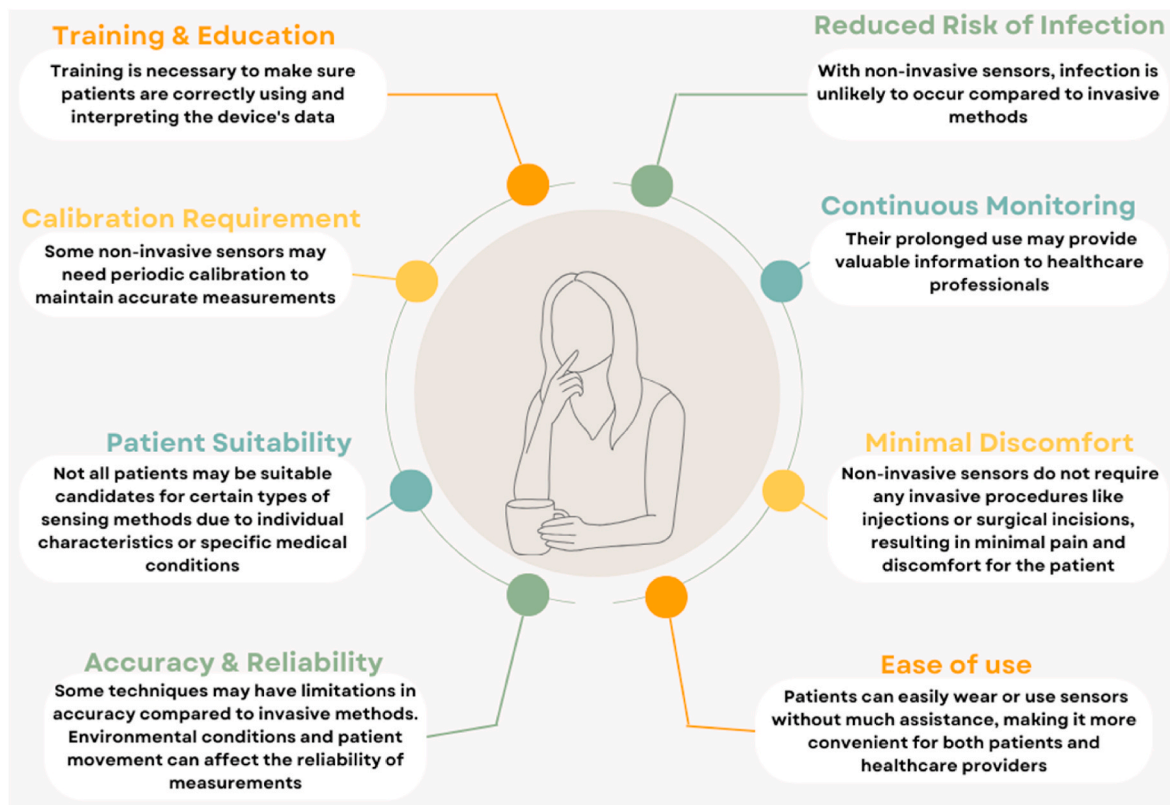 Training & Education
Training is necessary to make sure
patients are correctly using and
interpreting the device's data
Calibration Requirement
Some non-invasive sensors may
need periodic calibration to
maintain accurate measurements
Patient Suitability
Not all patients may be suitable
candidates for certain types of
sensing methods due to individual
characteristics or specific medical
conditions
Accuracy & Reliability
Some techniques may have limitations in
accuracy compared to invasive methods.
Environmental conditions and patient
movement can affect the reliability of
measurements
Reduced Risk of Infection
With non-invasive sensors, infection is
unlikely to occur compared to invasive
methods
Continuous Monitoring
Their prolonged use may provide
valuable information to healthcare
professionals
Minimal Discomfort
Non-invasive sensors do not require
any invasive procedures like
injections or surgical incisions,
resulting in minimal pain and
discomfort for the patient
Ease of use
Patients can easily wear or use sensors
without much assistance, making it more
convenient for both patients and
healthcare providers